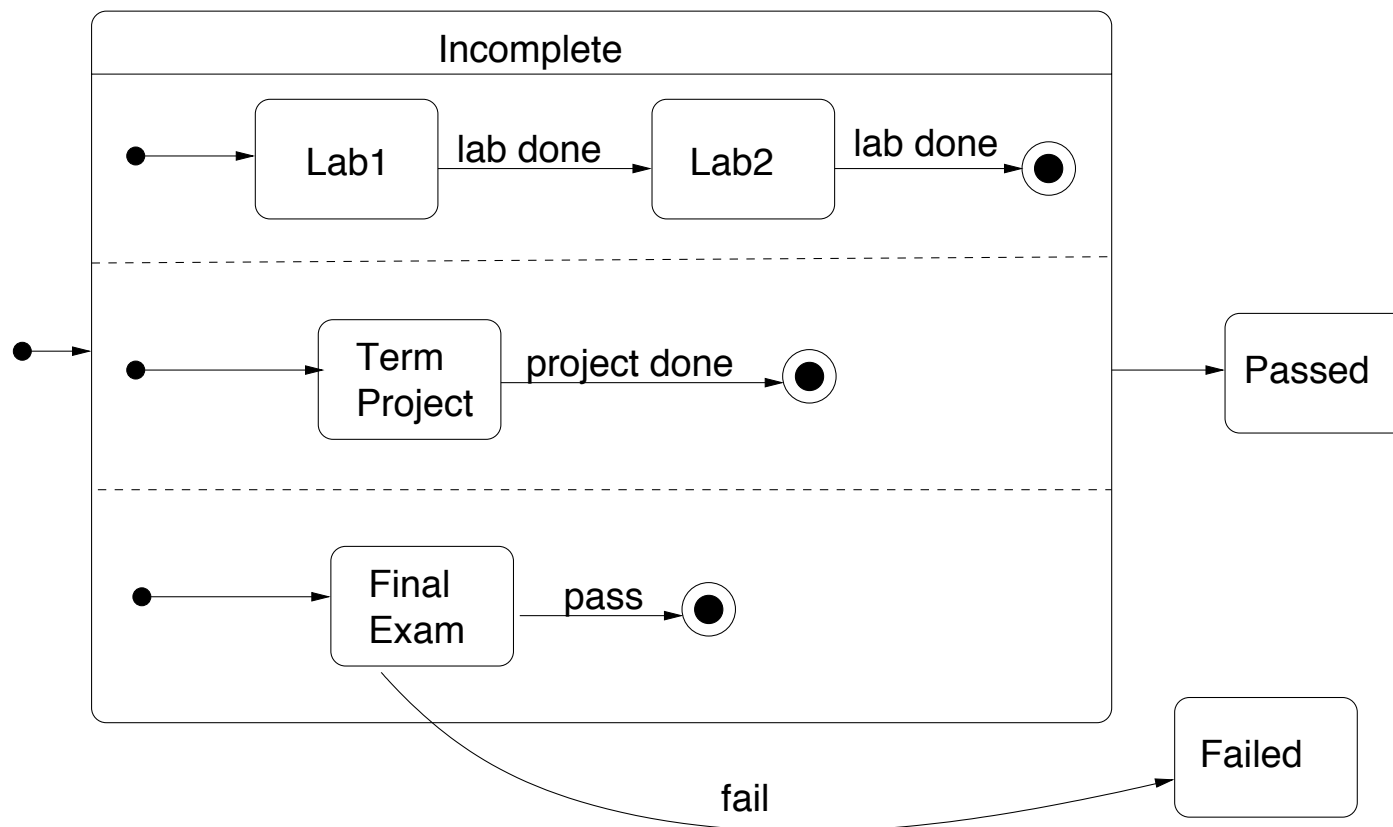 Incomplete
Lab1
lab done
Lab2
lab done
Term
Project
project done
Passed
Final
Exam
pass
fail
Failed